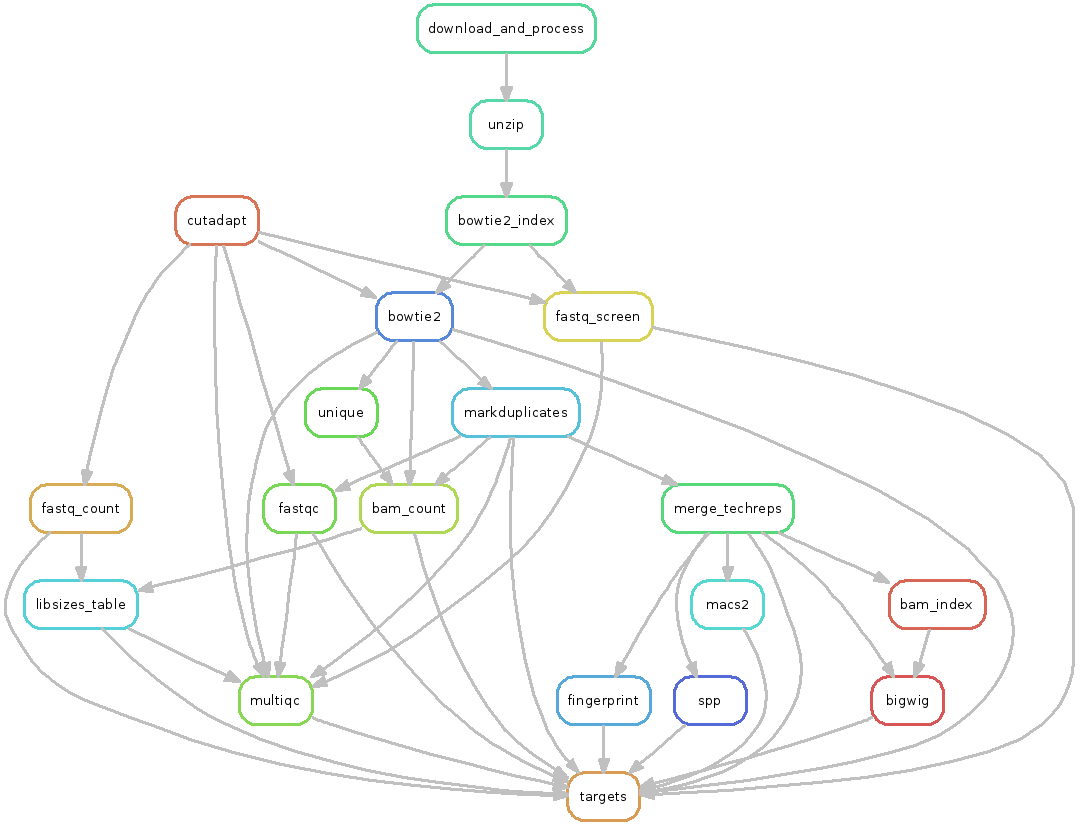 download_and_process
unzip
cutadapt
bowtie2_index
bowtie2
fastq_screen
unique
markduplicates
fastq_count
fastqc
bam_count
merge_techreps
libsizes_table
macs2
bam_index
multiqc
fingerprint
spp
bigwig
targets